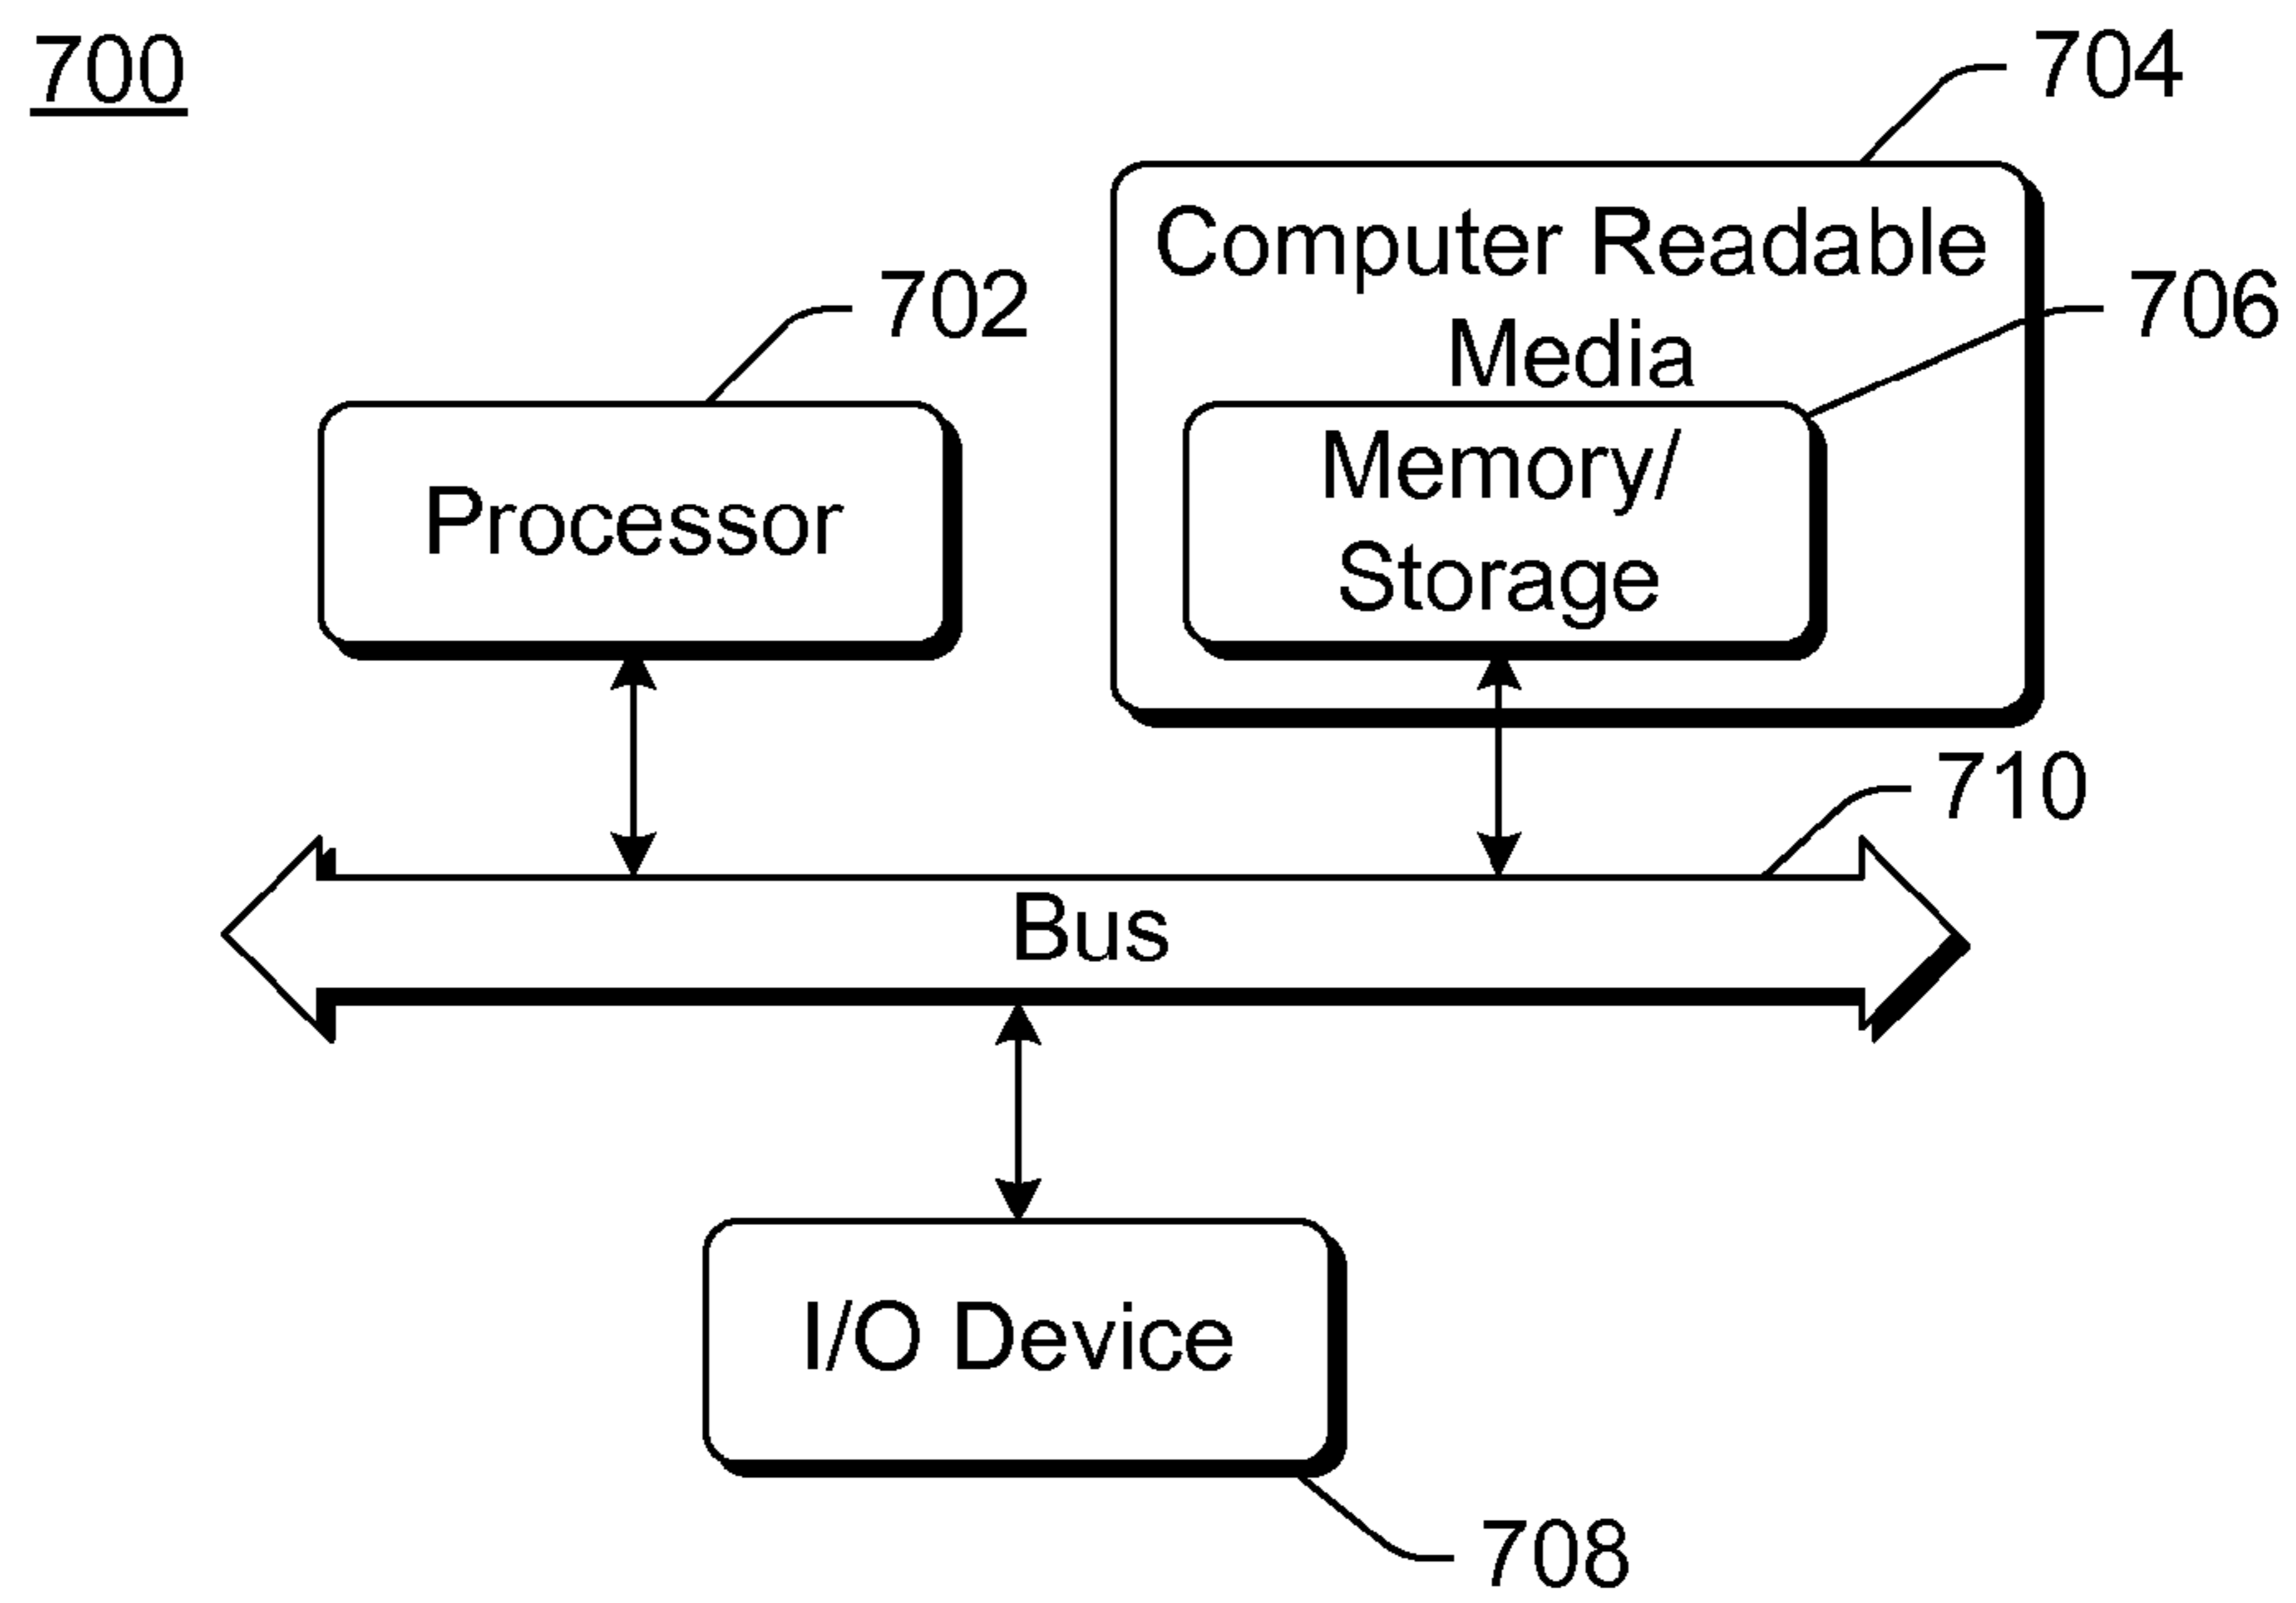 700
704
Computer Readable
Media
706
702
Processor
Memory/
Storage
710
Bus
I/O Device
708